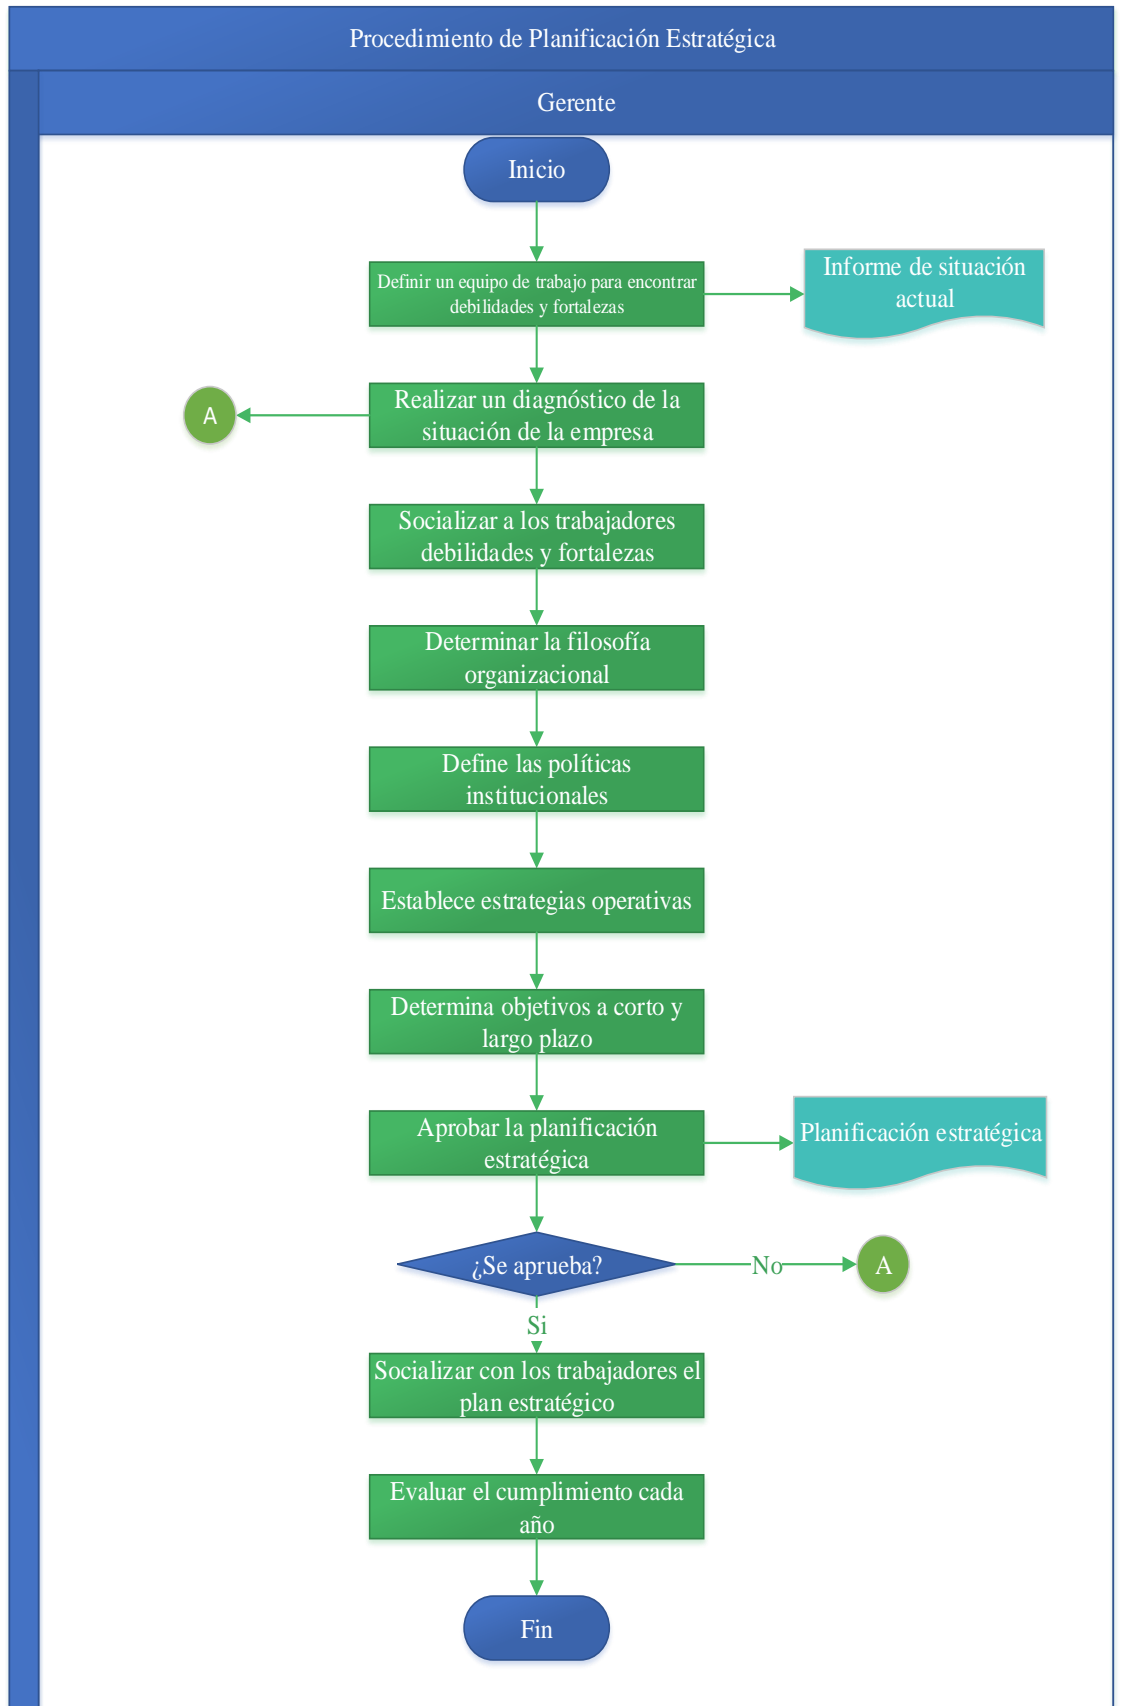 Procedimiento de Planificación Estratégica
Gerente
Inicio
Definir un equipo de trabajo para encontrar
debilidades y fortalezas
Informe de situación
actual
A
Realizar un diagnóstico de la
situación de la empresa
Socializar a los trabajadores
debilidades y fortalezas
Determinar la filosofía
organizacional
Define las políticas
institucionales
Establece estrategias operativas
Determina objetivos a corto y
largo plazo
Aprobar la planificación
estratégica
Planificación estratégica
¿Se aprueba?
No
A
Si
Socializar con los trabajadores el
plan estratégico
Evaluar el cumplimiento cada
año
Fin